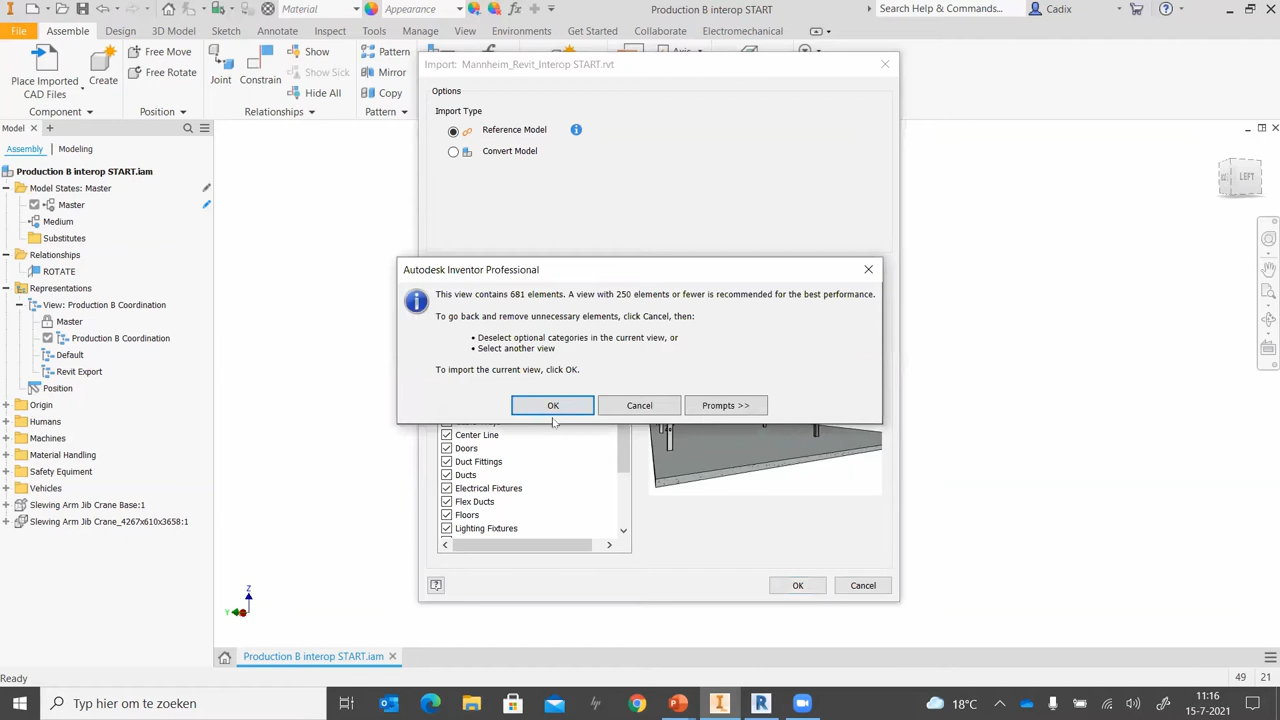 Material
Appearance
Production B interop START
Search Help & Commands...
Cadix
File
Assemble
Design
3D Model
Sketch
Annotate
Inspect
Tools
Manage
View
Environments
Get Started
Collaborate
Electromechanical
Place Imported
CAD Files
Create
Free Move
Free Rotate
Joint
Constrain
Show
Show Sick
Hide All
Pattern
Mirror
Copy
Axis
Component
Position
Relationships
Pattern
Model
Assembly
Modeling
Production B interop START.iam
Model States: Master
Master
Medium
Substitutes
Relationships
ROTATE
Representations
View: Production B Coordination
Master
Production B Coordination
Default
Revit Export
Position
Origin
Humans
Machines
Material Handling
Safety Equipment
Vehicles
Slewing Arm Jib Crane Base:1
Slewing Arm Jib Crane_4267x610x3658:1
Import: Mannheim_Revit_Interop START.rvt
Options
Import Type
Reference Model
Convert Model
Autodesk Inventor Professional
This view contains 681 elements. A view with 250 elements or fewer is recommended for the best performance.
To go back and remove unnecessary elements, click Cancel, then:
• Deselect optional categories in the current view, or
• Select another view
To import the current view, click OK.
OK
Cancel
Prompts >>
Center Line
Doors
Duct Fittings
Ducts
Electrical Fixtures
Flex Ducts
Floors
Lighting Fixtures
OK
Cancel
LEFT
Z
Y
Production B interop START.iam
Ready
49
21
Typ hier om te zoeken
18°C
11:16
15-7-2021